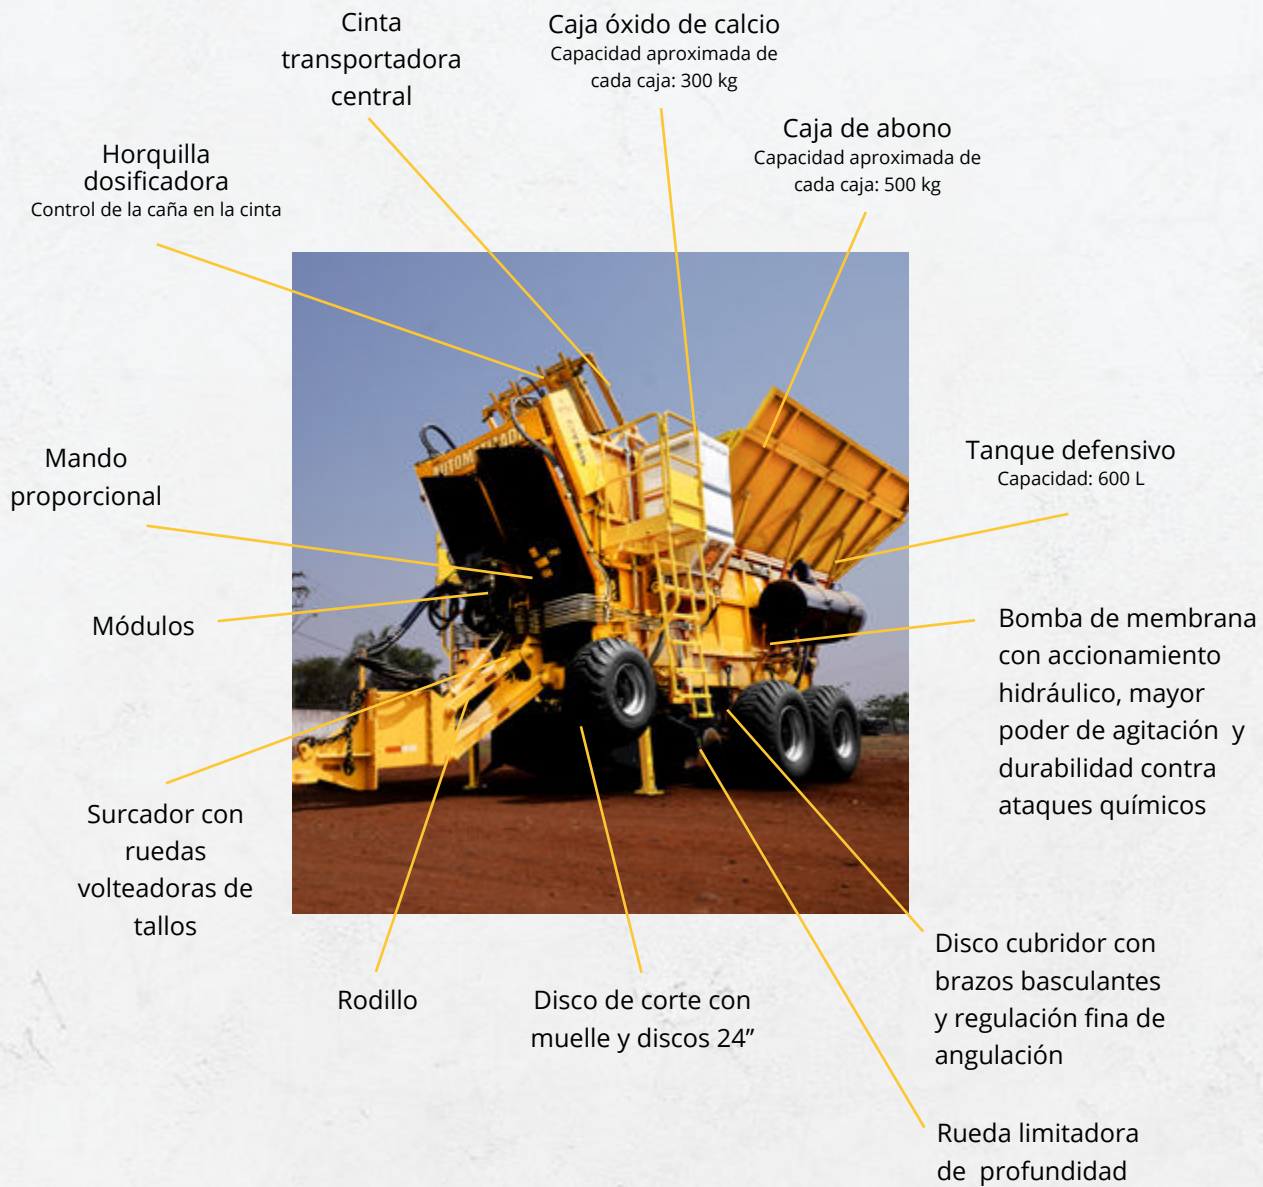 Cinta
transportadora
central
Caja óxido de calcio
Capacidad aproximada de
cada caja: 300 kg
Caja de abono
Capacidad aproximada de
cada caja: 500 kg
Horquilla
dosificadora
Control de la caña en la cinta
Mando
proporcional
Tanque defensivo
Capacidad: 600 L
Módulos
Bomba de membrana
con accionamiento
hidráulico, mayor
poder de agitación y
durabilidad contra
ataques químicos
Surcador con
ruedas
volteadoras de
tallos
Rodillo
Disco de corte con
muelle y discos 24”
Disco cubridor con
brazos basculantes
y regulación fina de
angulación
Rueda limitadora
de profundidad